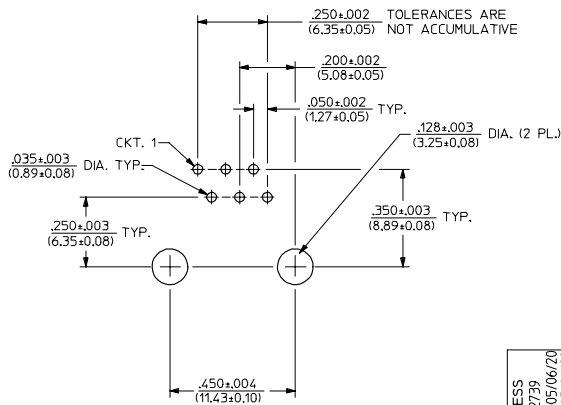 .250±.002 TOLERANCES ARE
(6.35±0.05) NOT ACCUMULATIVE
.200±.002
(5.08±0.05)
.050±.002 TYP.
(1.27±0.05)
.128±.003 DIA. (2 PL.)
(3.25±0.08)
CKT. 1
.035±.003 DIA. TYP.
(0.89±0.08)
.250±.003 TYP.
(6.35±0.08)
.350±.003 TYP.
(8.89±0.08)
.450±.004
(11.43±0.10)
ESS
2739
05/06/20